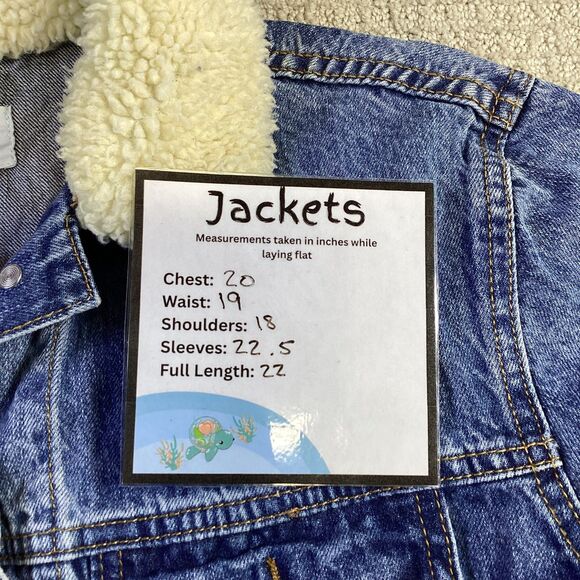 Jackets
Measurements taken in inches while
laying flat
Chest: 20
Waist: 19
Shoulders: 18
Sleeves: 22.5
Full Length: 22